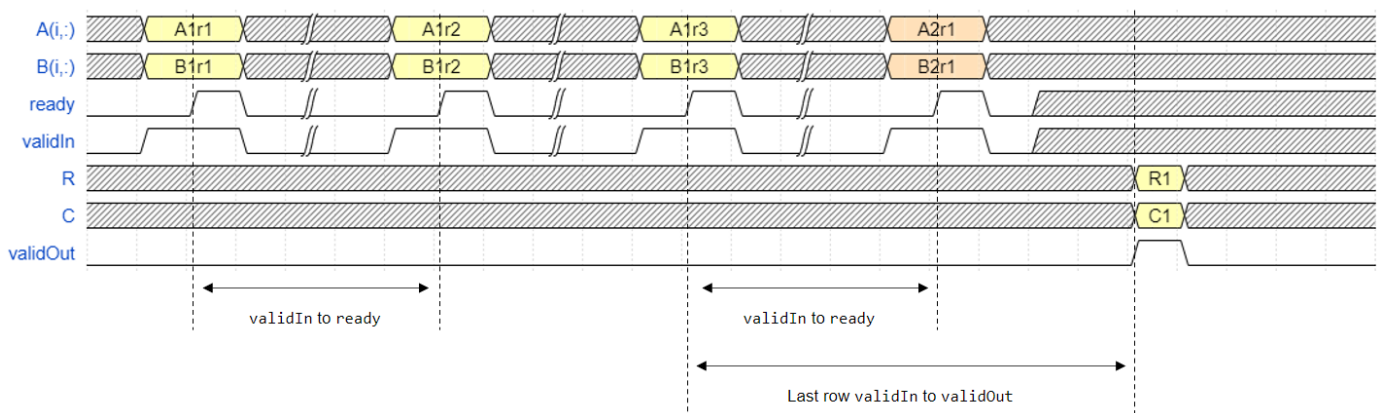 A(i,:) A1r1 A1r2 A1r3 A2r1
B(i,:) B1r1 B1r2 B1r3 B2r1
ready
validIn
R R1
C C1
validOut
validIn to ready validIn to ready
Last row validIn to validOut